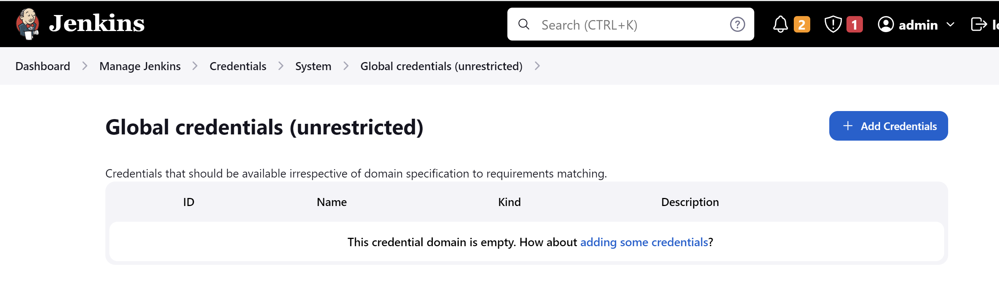 Jenkins
Search (CTRL+K)
?
2
1
admin
Dashboard
Manage Jenkins
Credentials
System
Global credentials (unrestricted)
Global credentials (unrestricted)
+ Add Credentials
Credentials that should be available irrespective of domain specification to requirements matching.
ID Name Kind Description
This credential domain is empty. How about adding some credentials?